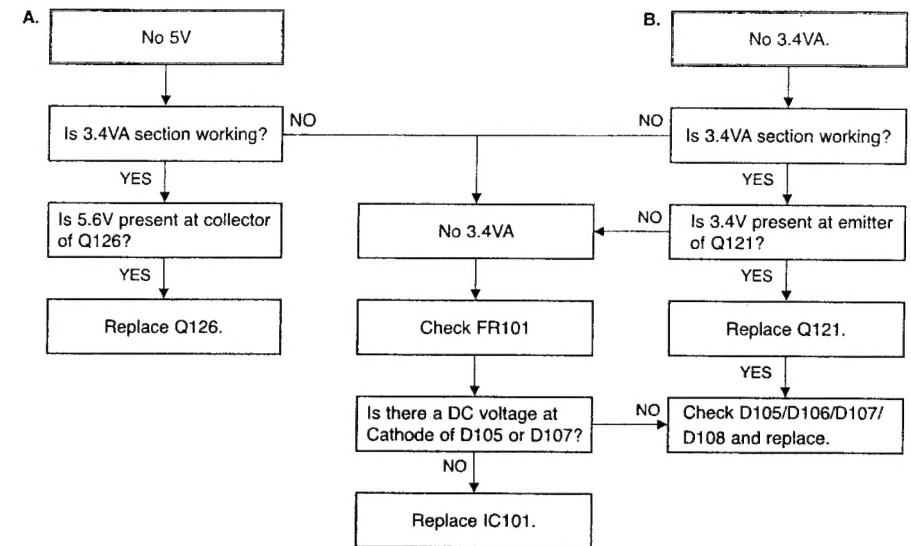 A.
No 5V
Is 3.4VA section working?
NO
YES
Is 5.6V present at collector
of Q126?
YES
Replace Q126.
No 3.4VA
Check FR101
Is there a DC voltage at
Cathode of D105 or D107?
NO
NO
Replace IC101.
B.
No 3.4VA.
NO
Is 3.4VA section working?
YES
NO
Is 3.4V present at emitter
of Q121?
YES
Replace Q121.
YES
Check D105/D106/D107/
D108 and replace.